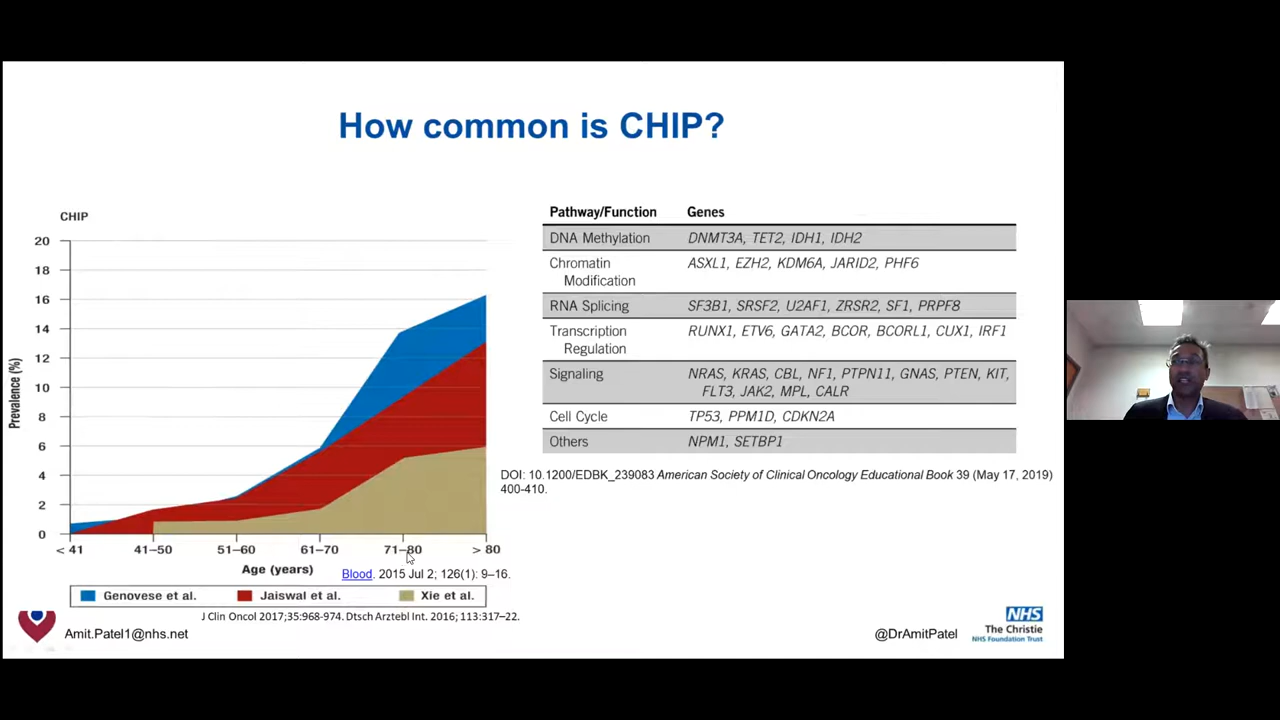 How common is CHIP?
CHIP
20
18
16
14
12
10
8
6
4
2
0
Prevalence (%)
< 41 41–50 51–60 61–70 71–80 > 80
Age (years)
Blood. 2015 Jul 2; 126(1): 9–16.
Genovese et al. Jaiswal et al. Xie et al.
J Clin Oncol 2017;35:968-974. Dtsch Arztebl Int. 2016; 113:317–22.
Pathway/Function Genes
DNA Methylation DNMT3A, TET2, IDH1, IDH2
Chromatin ASXL1, EZH2, KDM6A, JARID2, PHF6
Modification
RNA Splicing SF3B1, SRSF2, U2AF1, ZRSR2, SF1, PRPF8
Transcription RUNX1, ETV6, GATA2, BCOR, BCORL1, CUX1, IRF1
Regulation
Signaling NRAS, KRAS, CBL, NF1, PTPN11, GNAS, PTEN, KIT,
FLT3, JAK2, MPL, CALR
Cell Cycle TP53, PPM1D, CDKN2A
Others NPM1, SETBP1
DOI: 10.1200/EDBK_239083 American Society of Clinical Oncology Educational Book 39 (May 17, 2019)
400-410.
Amit.Patel1@nhs.net
@DrAmitPatel
NHS
The Christie
NHS Foundation Trust